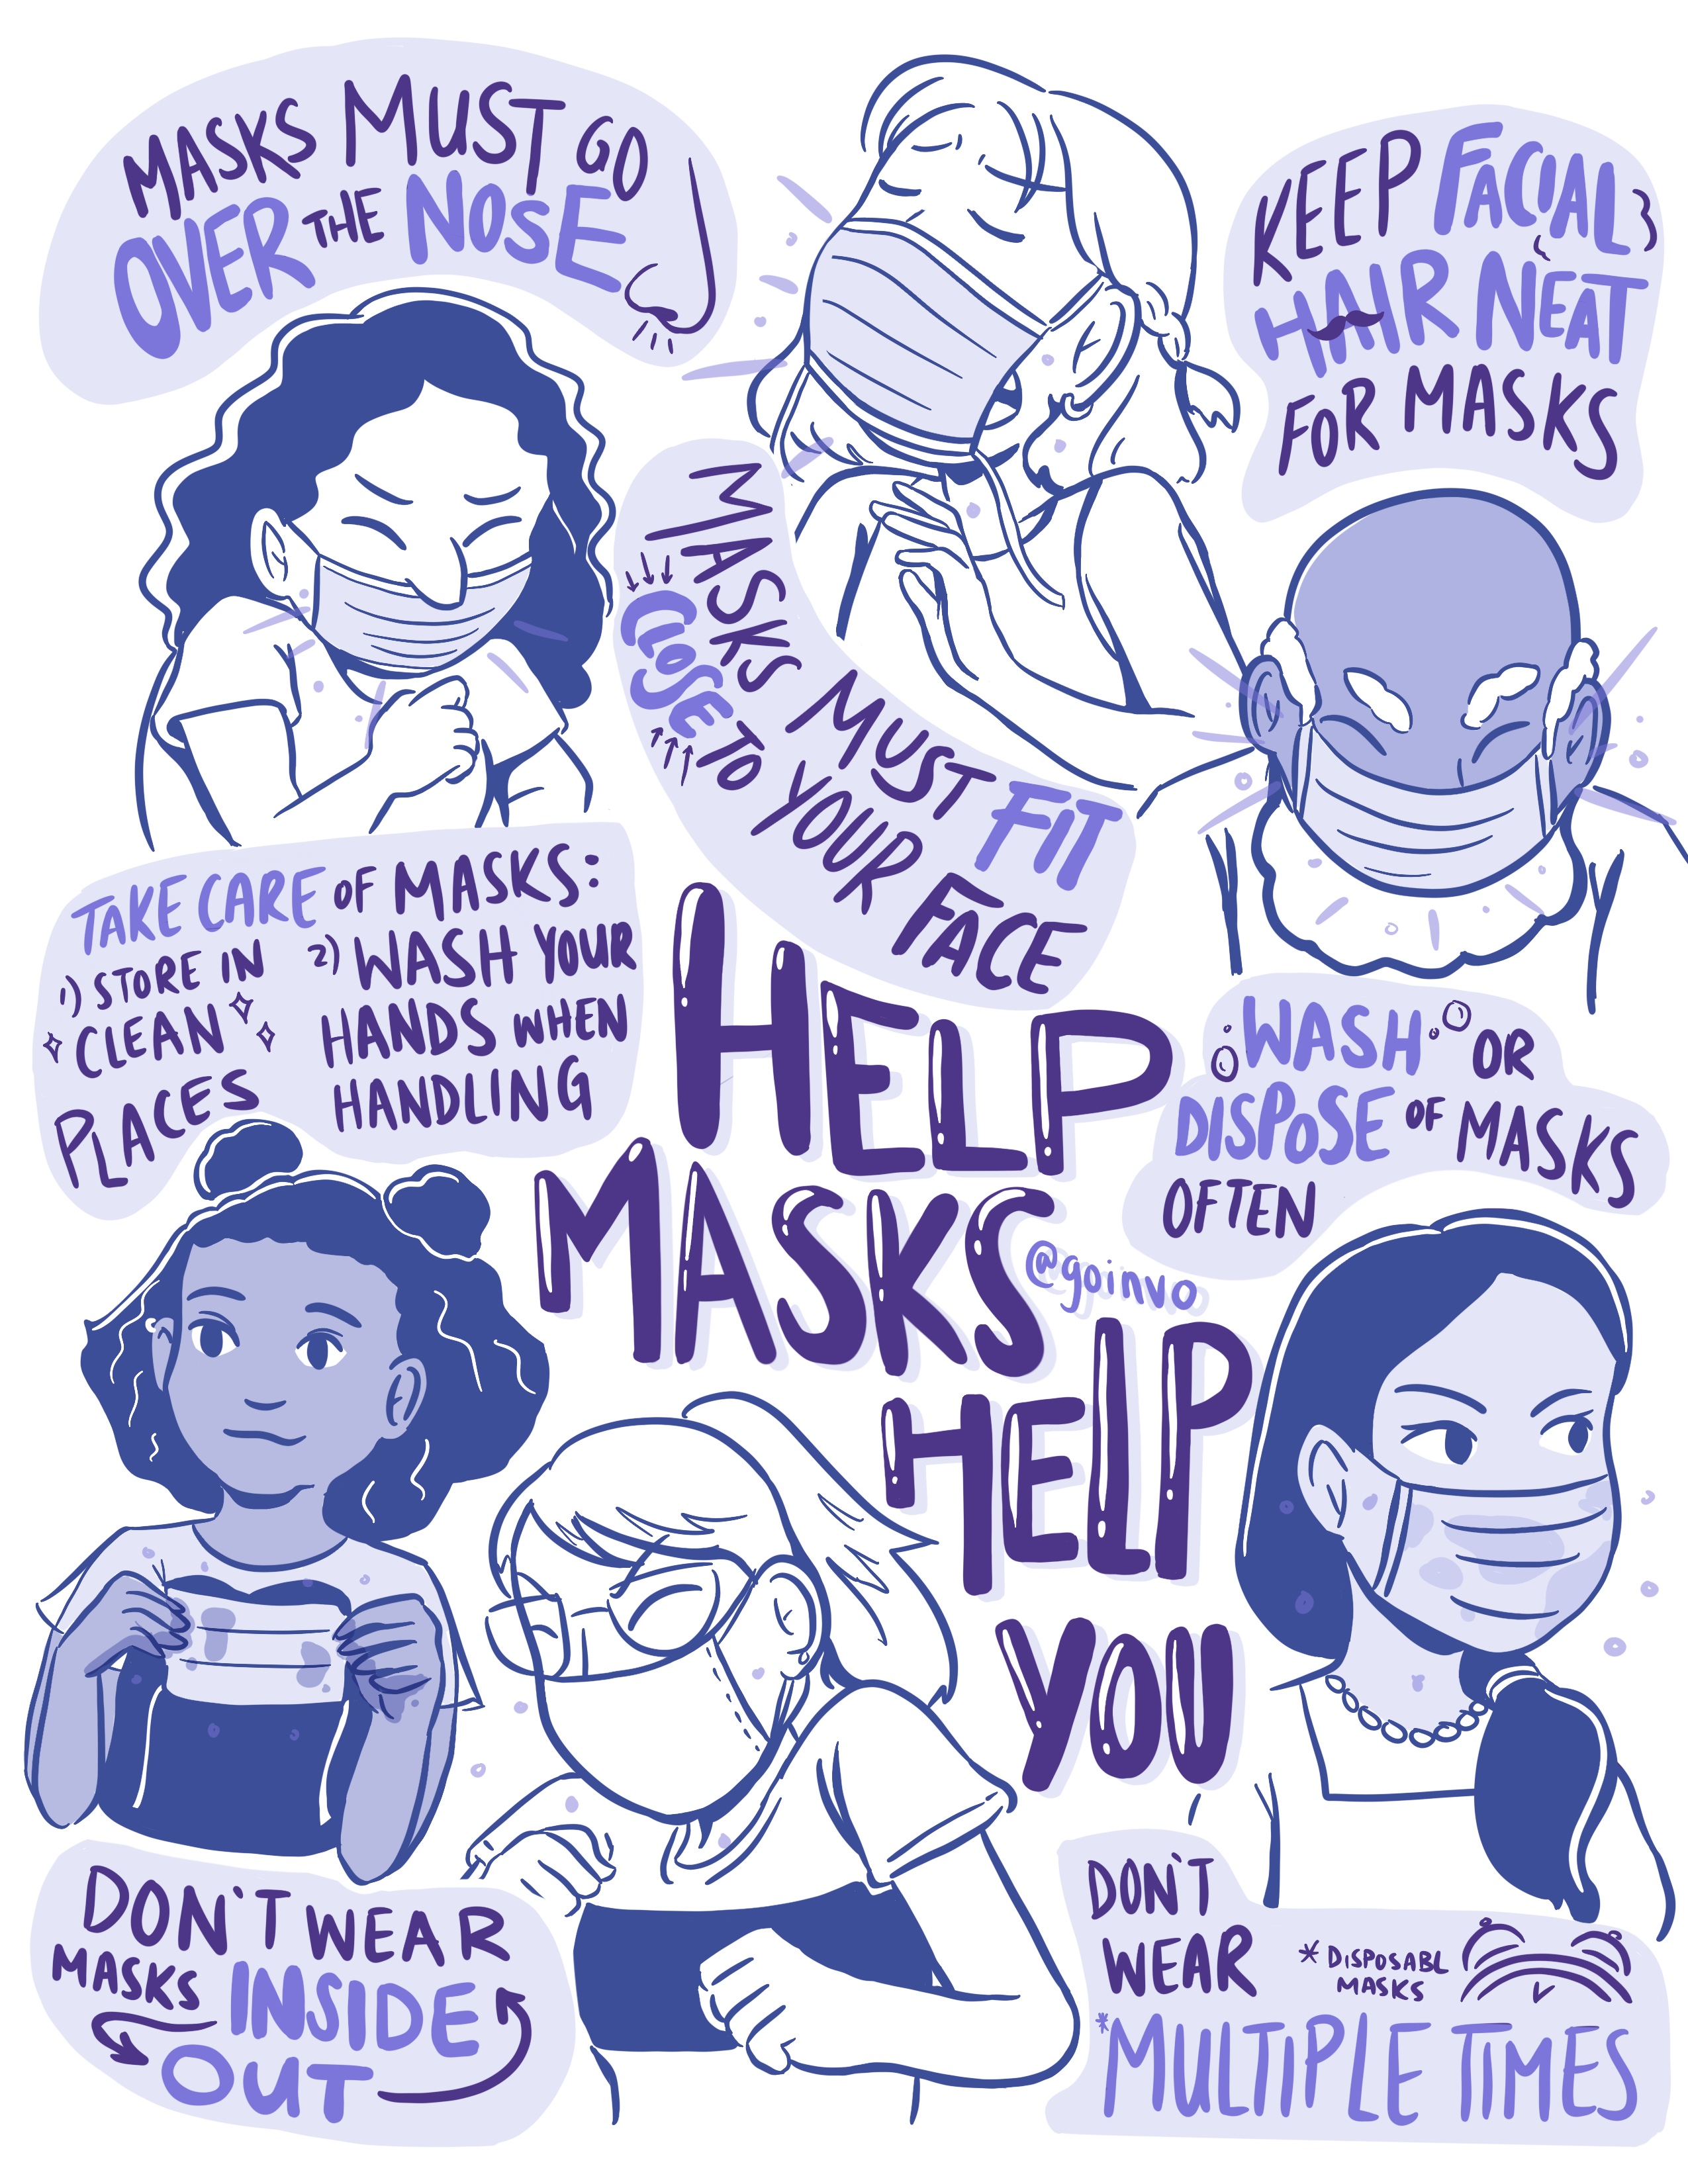 MASKS MUST GO
OVER THE NOSE
KEEP FACIAL
HAIR NEAT
FOR MASKS
MASKS MUST FIT
CLOSE TO YOUR FACE
TAKE CARE OF MASKS:
1) STORE IN
CLEAN
PLACES
2) WASH YOUR
HANDS WHEN
HANDLING
HELP
MASKS
@goinvo
HELP
YOU
WASH OR
DISPOSE OF MASKS
OFTEN
DON'T WEAR
MASKS INSIDE
OUT
DON'T
WEAR
*DISPOSABL
MASKS
*MULTIPLE TIMES